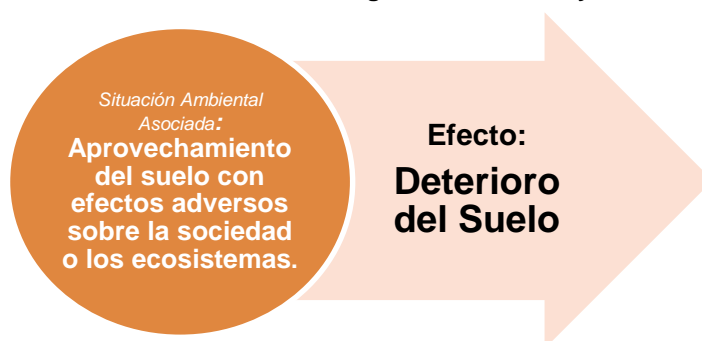 Situación Ambiental
Asociada:
Aprovechamiento
del suelo con
efectos adversos
sobre la sociedad
o los ecosistemas.
Efecto:
Deterioro
del Suelo